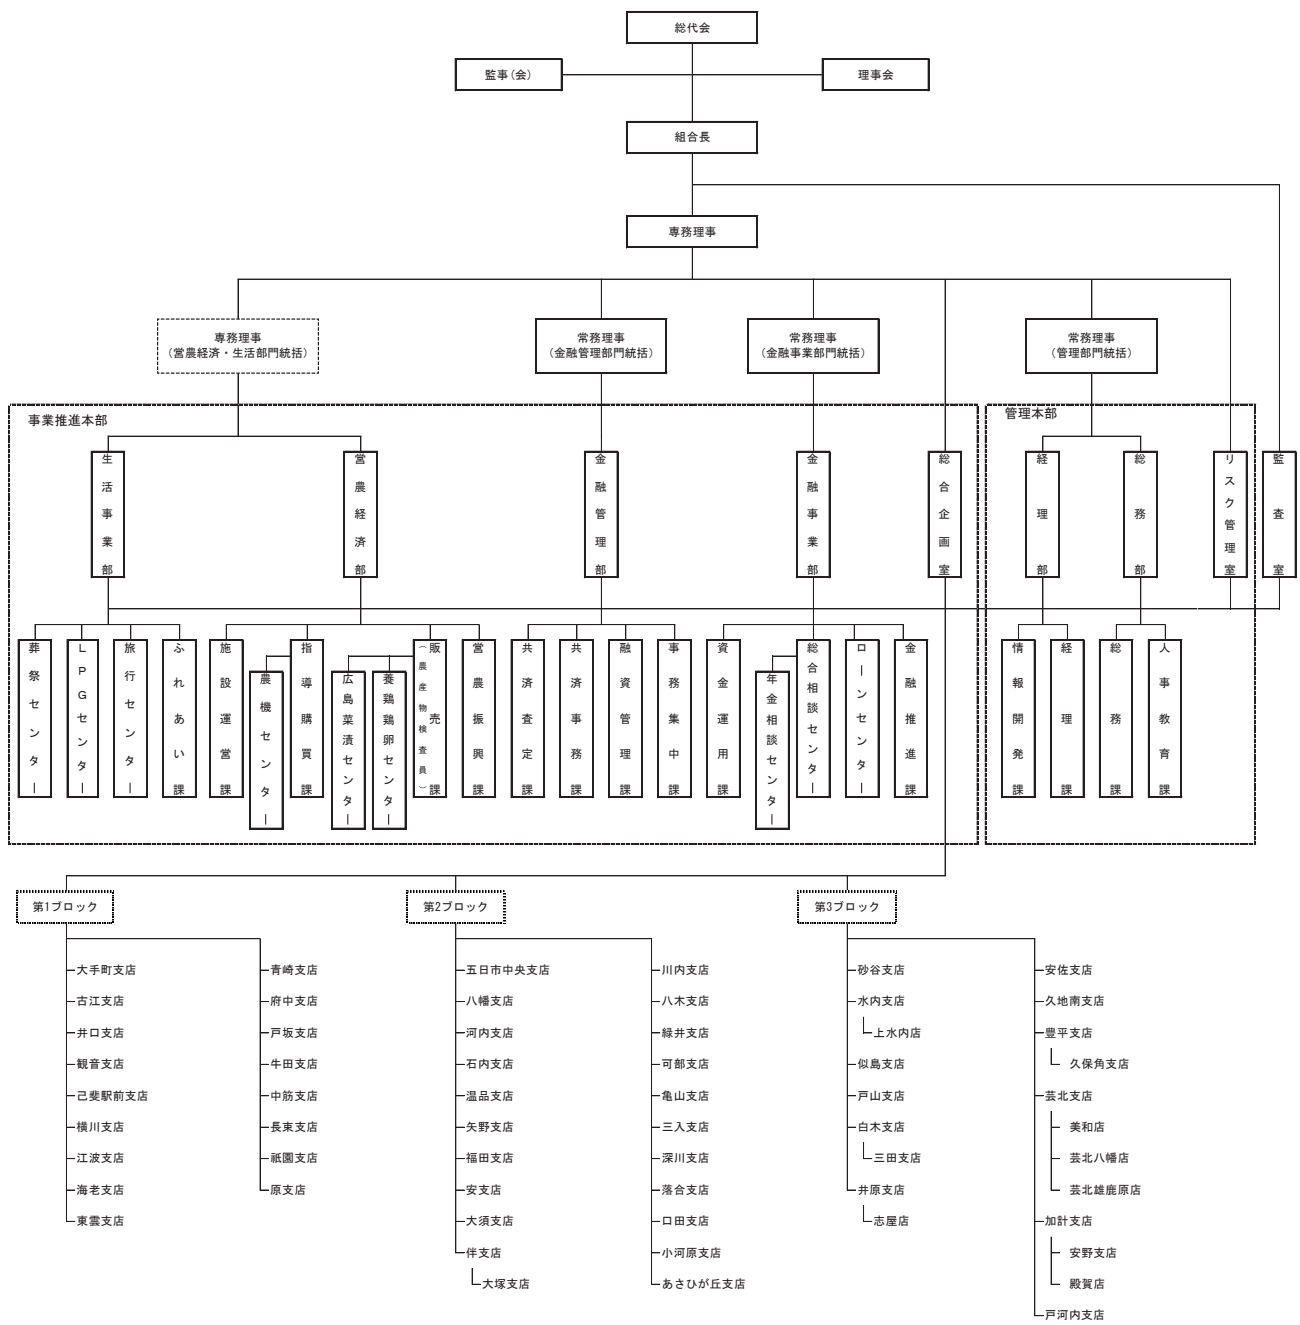 総代会
監事(会)
理事会
組合長
専務理事
専務理事
(営農経済・生活部門統括)
常務理事
(金融管理部門統括)
常務理事
(金融事業部門統括)
常務理事
(管理部門統括)
事業推進本部
管理本部
生活事業部
営農経済部
金融管理部
金融事業部
総合企画室
経理部
総務部
リスク管理室
監査室
葬祭センター
LPGセンター
旅行センター
ふれあい課
施設運営課
農機センター
指導購買課
広島菜漬センター
養鶏鶏卵センター
販売課
(農産物検査員)
営農振興課
共済査定課
共済事務課
融資管理課
事務集中課
資金運用課
年金相談センター
総合相談センター
ローンセンター
金融推進課
情報開発課
経理課
総務課
人事教育課
第1ブロック
大手町支店
古江支店
井口支店
観音支店
己斐駅前支店
横川支店
江波支店
海老支店
東雲支店
青崎支店
府中支店
戸坂支店
牛田支店
中筋支店
長束支店
祇園支店
原支店
第2ブロック
五日市中央支店
八幡支店
河内支店
石内支店
温品支店
矢野支店
福田支店
安支店
大須支店
伴支店
大塚支店
川内支店
八木支店
緑井支店
可部支店
亀山支店
三入支店
深川支店
落合支店
口田支店
小河原支店
あさひが丘支店
第3ブロック
砂谷支店
水内支店
上水内店
似島支店
戸山支店
白木支店
三田支店
井原支店
志屋店
安佐支店
久地南支店
豊平支店
久保角支店
芸北支店
美和店
芸北八幡店
芸北雄鹿原店
加計支店
安野支店
殿賀店
戸河内支店